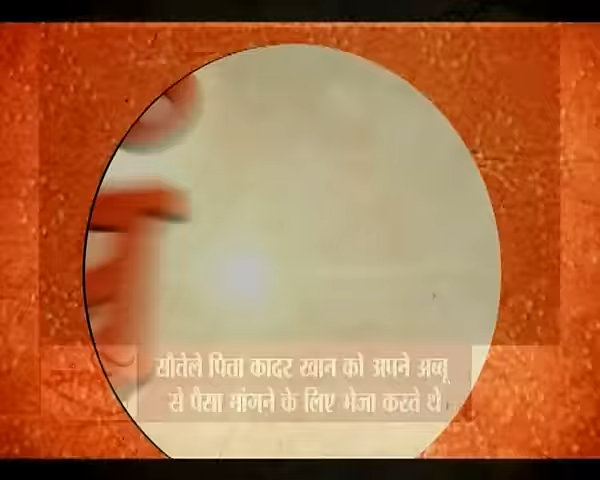 सौतेले पिता कादर खान को अपने अब्बू
से पैसा मांगने के लिए भेजा करते थे